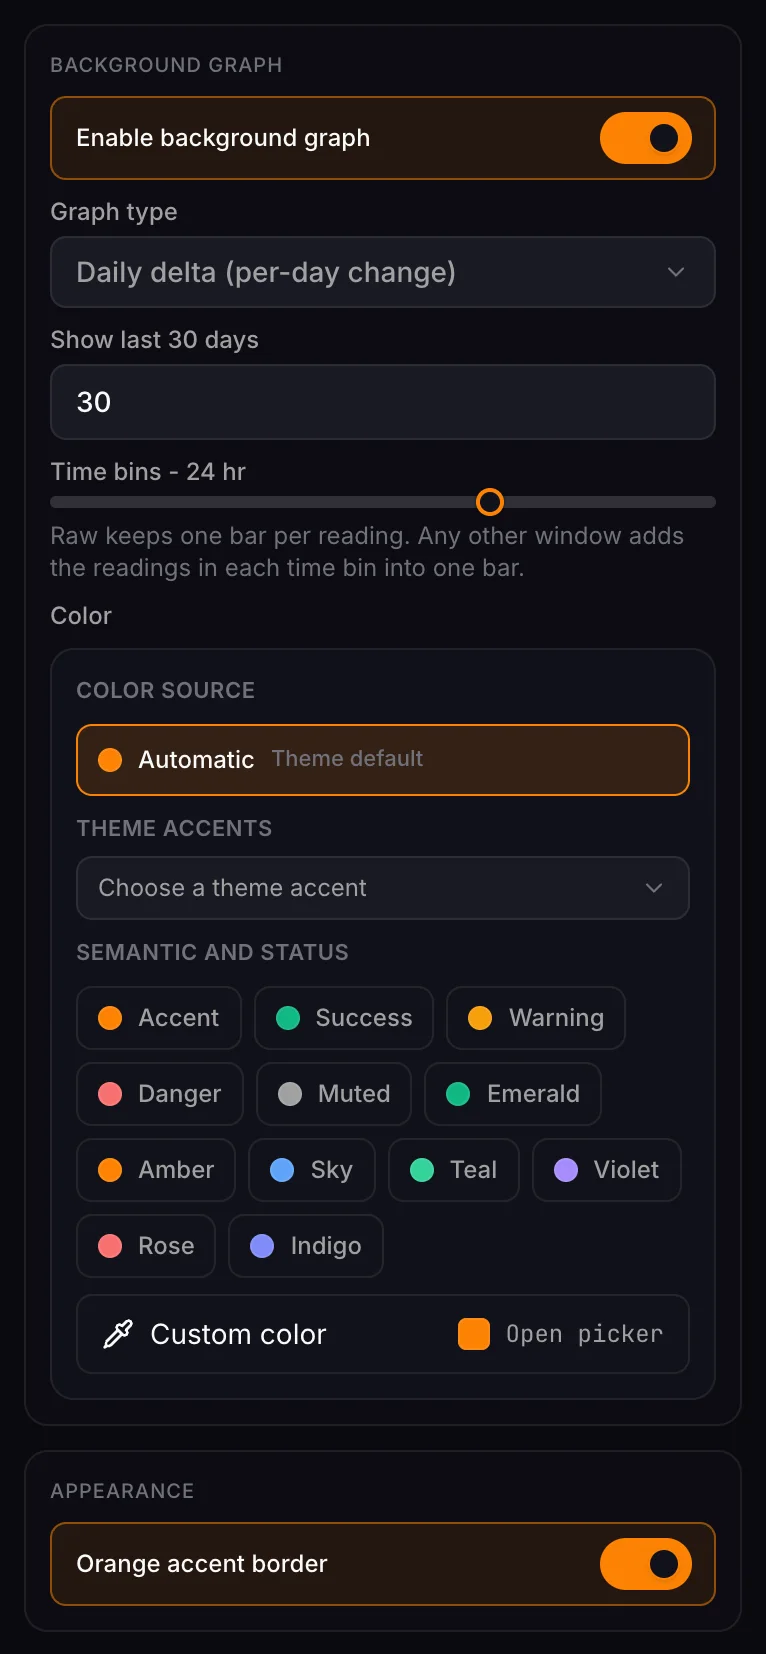 BACKGROUND GRAPH
Enable background graph
Graph type
Daily delta (per-day change)
Show last 30 days
30
Time bins - 24 hr
Raw keeps one bar per reading. Any other window adds
the readings in each time bin into one bar.
Color
COLOR SOURCE
Automatic Theme default
THEME ACCENTS
Choose a theme accent
SEMANTIC AND STATUS
Accent Success Warning
Danger Muted Emerald
Amber Sky Teal Violet
Rose Indigo
Custom color Open picker
APPEARANCE
Orange accent border